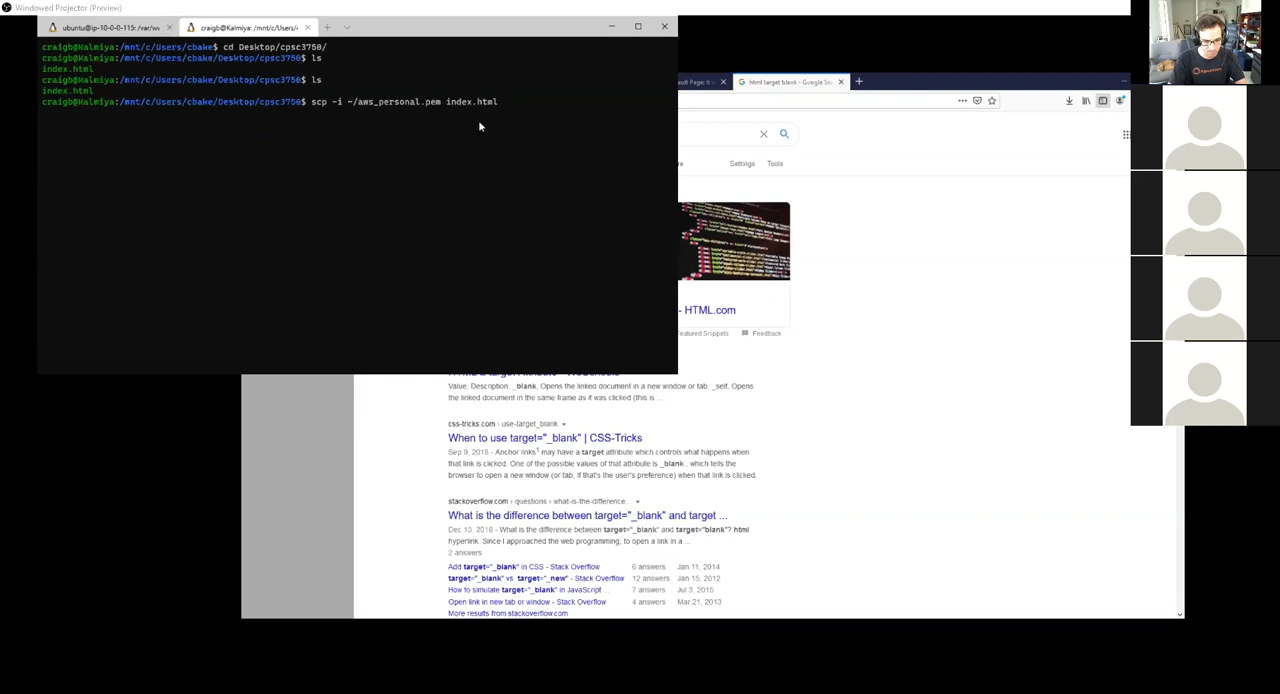 Windowed Projector (Preview)
ubuntu@ip-10-0-0-115: /var/w
craigb@Kalmiya: /mnt/c/Users/
craigb@Kalmiya:/mnt/c/Users/cbake$ cd Desktop/cpsc3750/
craigb@Kalmiya:/mnt/c/Users/cbake/Desktop/cpsc3750$ ls
index.html
craigb@Kalmiya:/mnt/c/Users/cbake/Desktop/cpsc3750$ ls
index.html
craigb@Kalmiya:/mnt/c/Users/cbake/Desktop/cpsc3750$ scp -i ~/aws_personal.pem index.html
Default Page: It
html target blank - Google Se
Settings
Tools
- HTML.com
Featured Snippets
Feedback
Value. Description. _blank, Opens the linked document in a new window or tab. _self, Opens
the linked document in the same frame as it was clicked (this is ...
css-tricks.com › use-target_blank
When to use target="_blank" | CSS-Tricks
Sep 9, 2018 - Anchor links¹ may have a target attribute which controls what happens when
that link is clicked. One of the possible values of that attribute is _blank , which tells the
browser to open a new window (or tab, if that's the user's preference) when that link is clicked.
stackoverflow.com › questions › what-is-the-difference...
What is the difference between target="_blank" and target ...
Dec 13, 2018 - What is the difference between target="_blank" and target="blank"? html
hyperlink. Since I approached the web programming, to open a link in a ...
2 answers
Add target="_blank" in CSS - Stack Overflow 6 answers Jan 11, 2014
target="_blank" vs. target="_new" - Stack Overflow 12 answers Jan 15, 2012
How to simulate target="_blank" in JavaScript ... 7 answers Jul 3, 2015
Open link in new tab or window - Stack Overflow 4 answers Mar 21, 2013
More results from stackoverflow.com